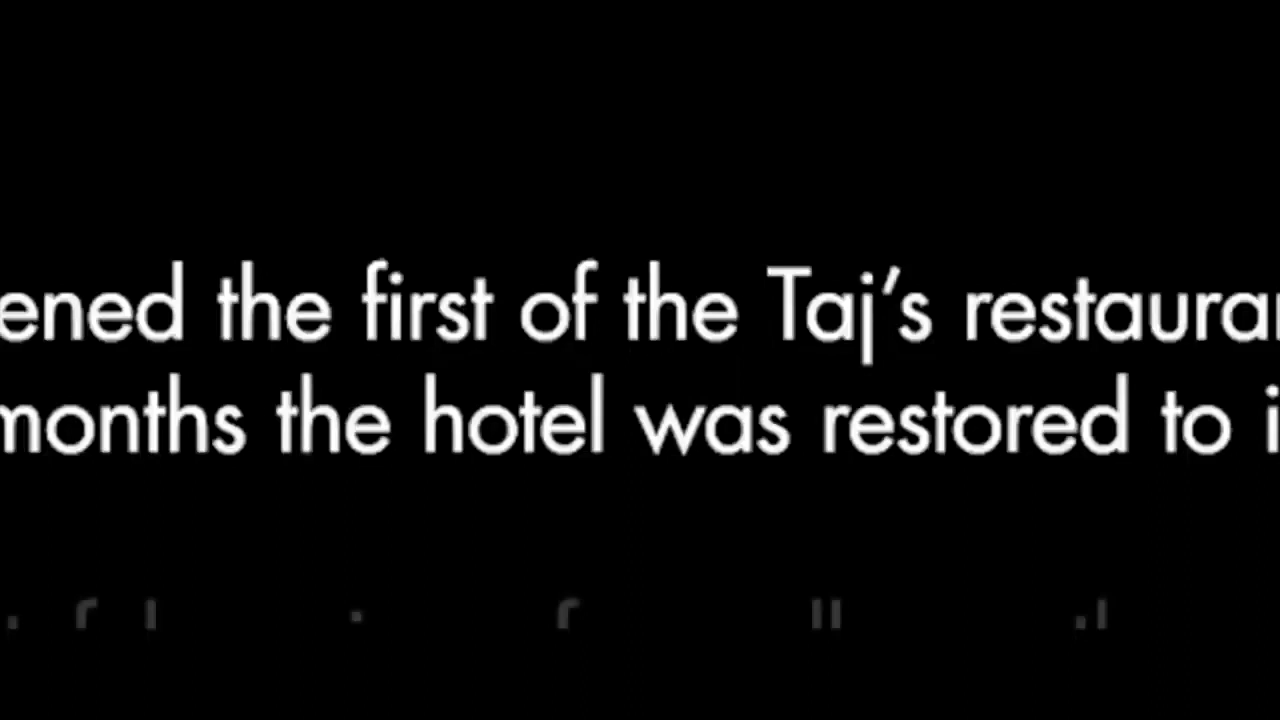 ened the first of the Taj’s restauran
months the hotel was restored to i